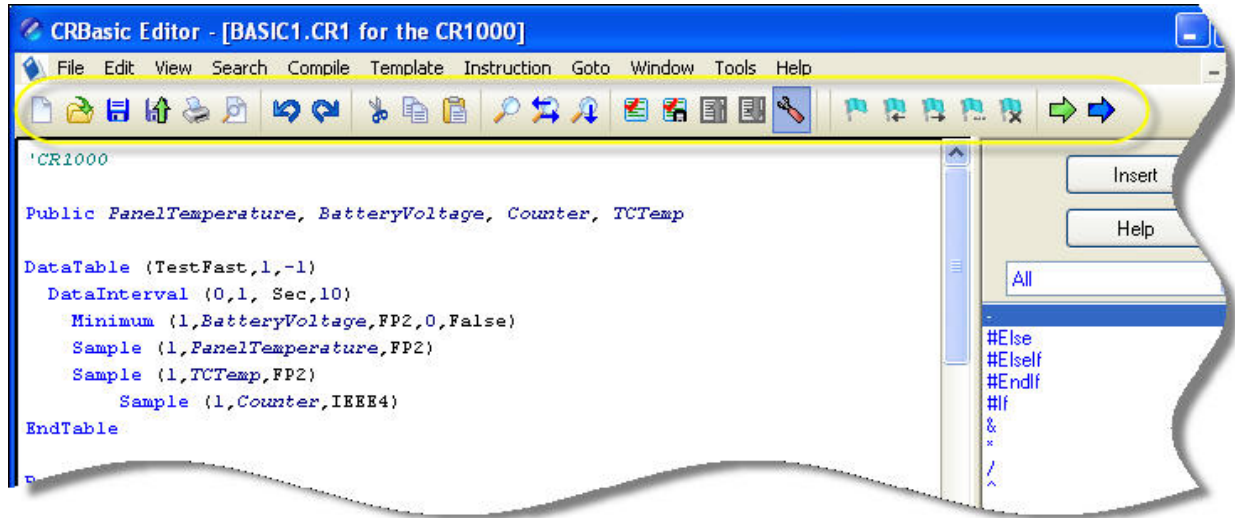 CRBasic Editor - [BASIC1.CR1 for the CR1000]
File Edit View Search Compile Template Instruction Goto Window Tools Help
'CR1000
Public PanelTemperature, BatteryVoltage, Counter, TCTemp
DataTable (TestFast,1,-1)
DataInterval (0,1, Sec,10)
Minimum (1,BatteryVoltage,FP2,0,False)
Sample (1,PanelTemperature,FP2)
Sample (1,TCTemp,FP2)
Sample (1,Counter,IEEE4)
EndTable
Insert
Help
All
-
#Else
#ElseIf
#EndIf
#If
&
*
/
^